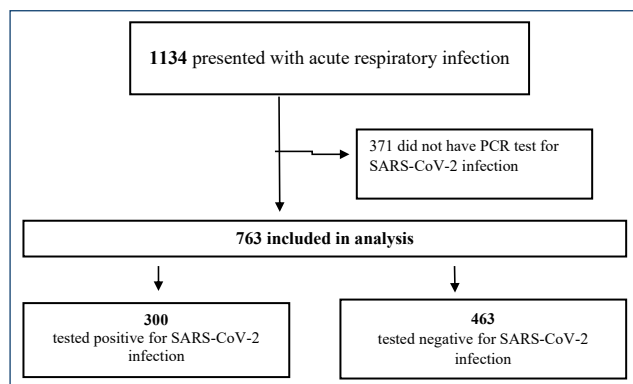 1134 presented with acute respiratory infection
371 did not have PCR test for
SARS-CoV-2 infection
763 included in analysis
300
tested positive for SARS-CoV-2
infection
463
tested negative for SARS-CoV-2
infection